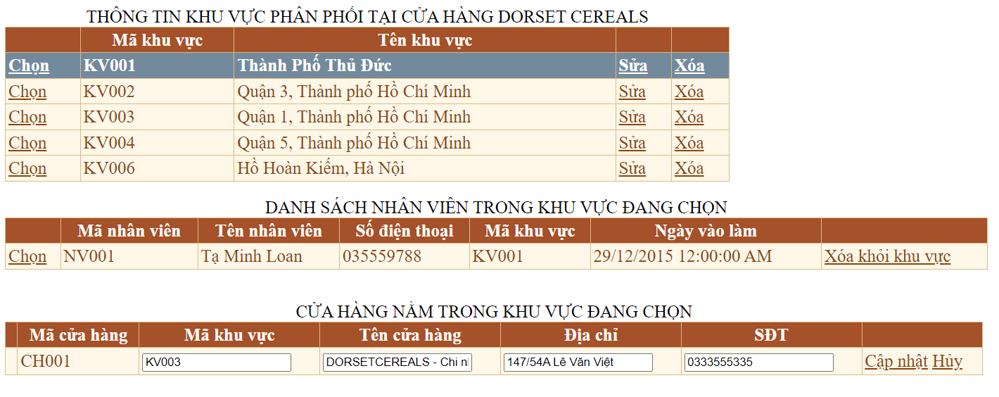 THÔNG TIN KHU VỰC PHÂN PHỐI TẠI CỬA HÀNG DORSET CEREALS
Mã khu vực Tên khu vực
Chọn KV001 Thành Phố Thủ Đức Sửa Xóa
Chọn KV002 Quận 3, Thành phố Hồ Chí Minh Sửa Xóa
Chọn KV003 Quận 1, Thành phố Hồ Chí Minh Sửa Xóa
Chọn KV004 Quận 5, Thành phố Hồ Chí Minh Sửa Xóa
Chọn KV006 Hồ Hoàn Kiếm, Hà Nội Sửa Xóa
DANH SÁCH NHÂN VIÊN TRONG KHU VỰC ĐANG CHỌN
Mã nhân viên Tên nhân viên Số điện thoại Mã khu vực Ngày vào làm
Chọn NV001 Tạ Minh Loan 035559788 KV001 29/12/2015 12:00:00 AM Xóa khỏi khu vực
CỬA HÀNG NẰM TRONG KHU VỰC ĐANG CHỌN
Mã cửa hàng Mã khu vực Tên cửa hàng Địa chỉ SĐT
CH001 KV003 DORSETCEREALS - Chi 147/54A Lê Văn Việt 0333555335 Cập nhật Hủy